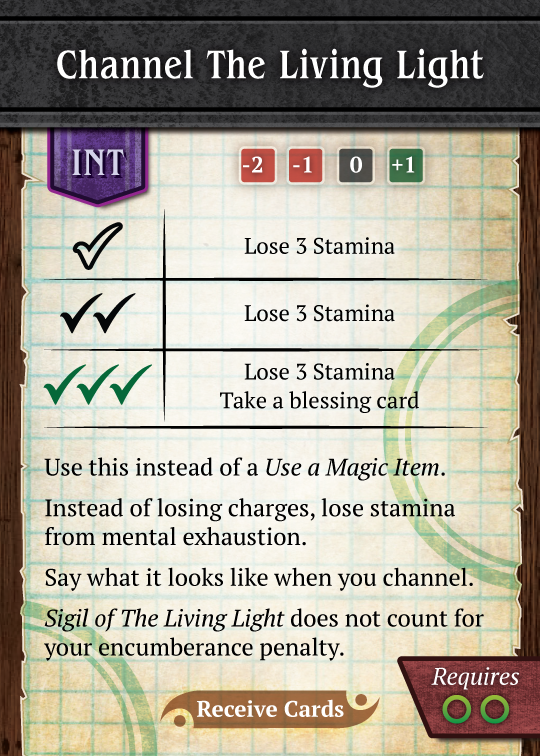 Channel The Living Light
INT
-2 -1 0 +1
Lose 3 Stamina
Lose 3 Stamina
Lose 3 Stamina
Take a blessing card
Use this instead of a Use a Magic Item.
Instead of losing charges, lose stamina
from mental exhaustion.
Say what it looks like when you channel.
Sigil of The Living Light does not count for
your encumberance penalty.
Requires
Receive Cards